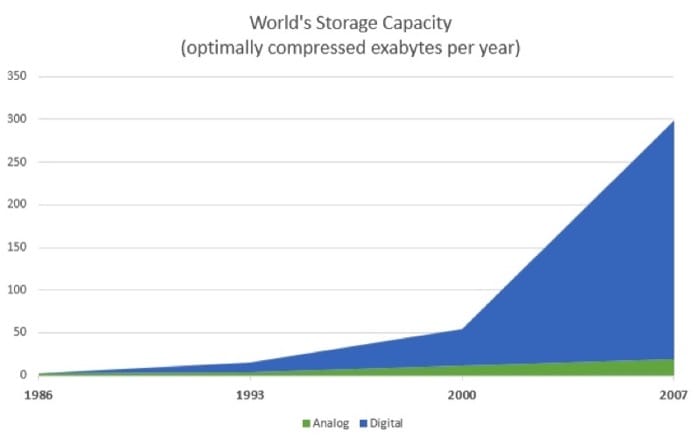 World's Storage Capacity
(optimally compressed exabytes per year)
350
300
250
200
150
100
50
0
1986 1993 2000 2007
Analog Digital